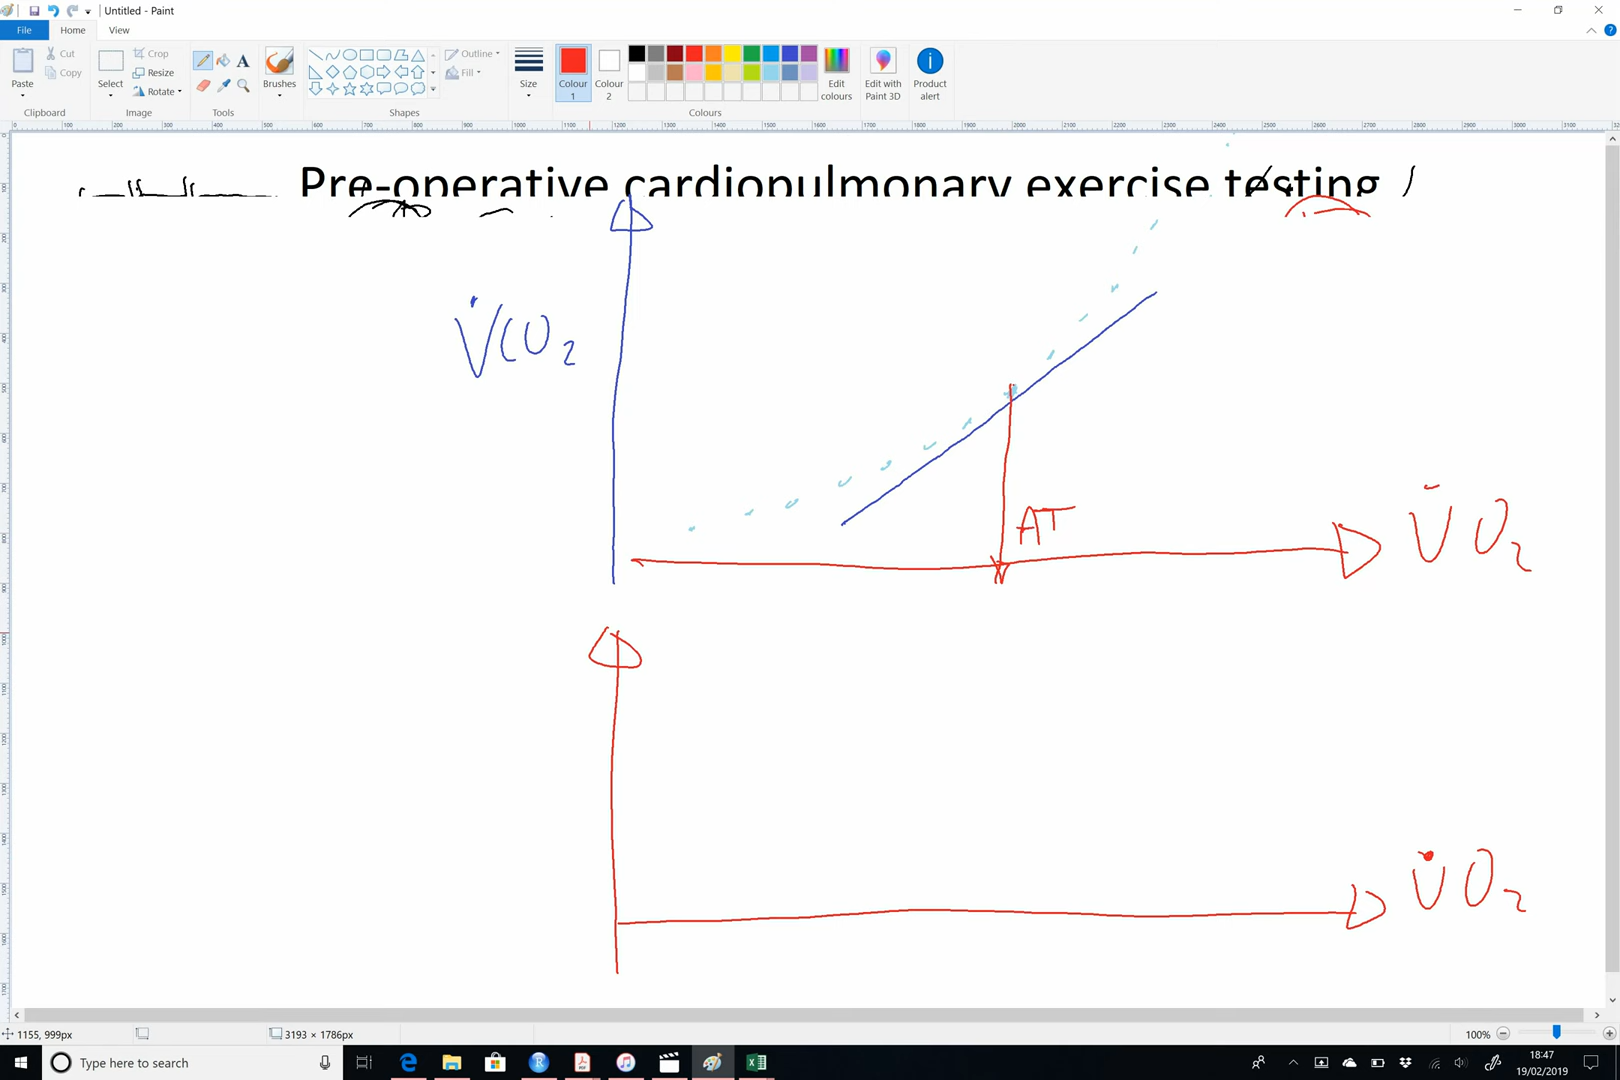 Untitled - Paint
File Home View
Paste
Cut
Copy
Clipboard
Select
Crop
Resize
Rotate
Image
Tools
Brushes
Shapes
Outline
Fill
Size
Colour 1
Colour 2
Edit colours
Colours
Edit with Paint 3D
Product alert
Pre-operative cardiopulmonary exercise testing
V̇CO₂
AT
V̇O₂
V̇O₂
1155, 999px
3193 × 1786px
100%
Type here to search
18:47
19/02/2019